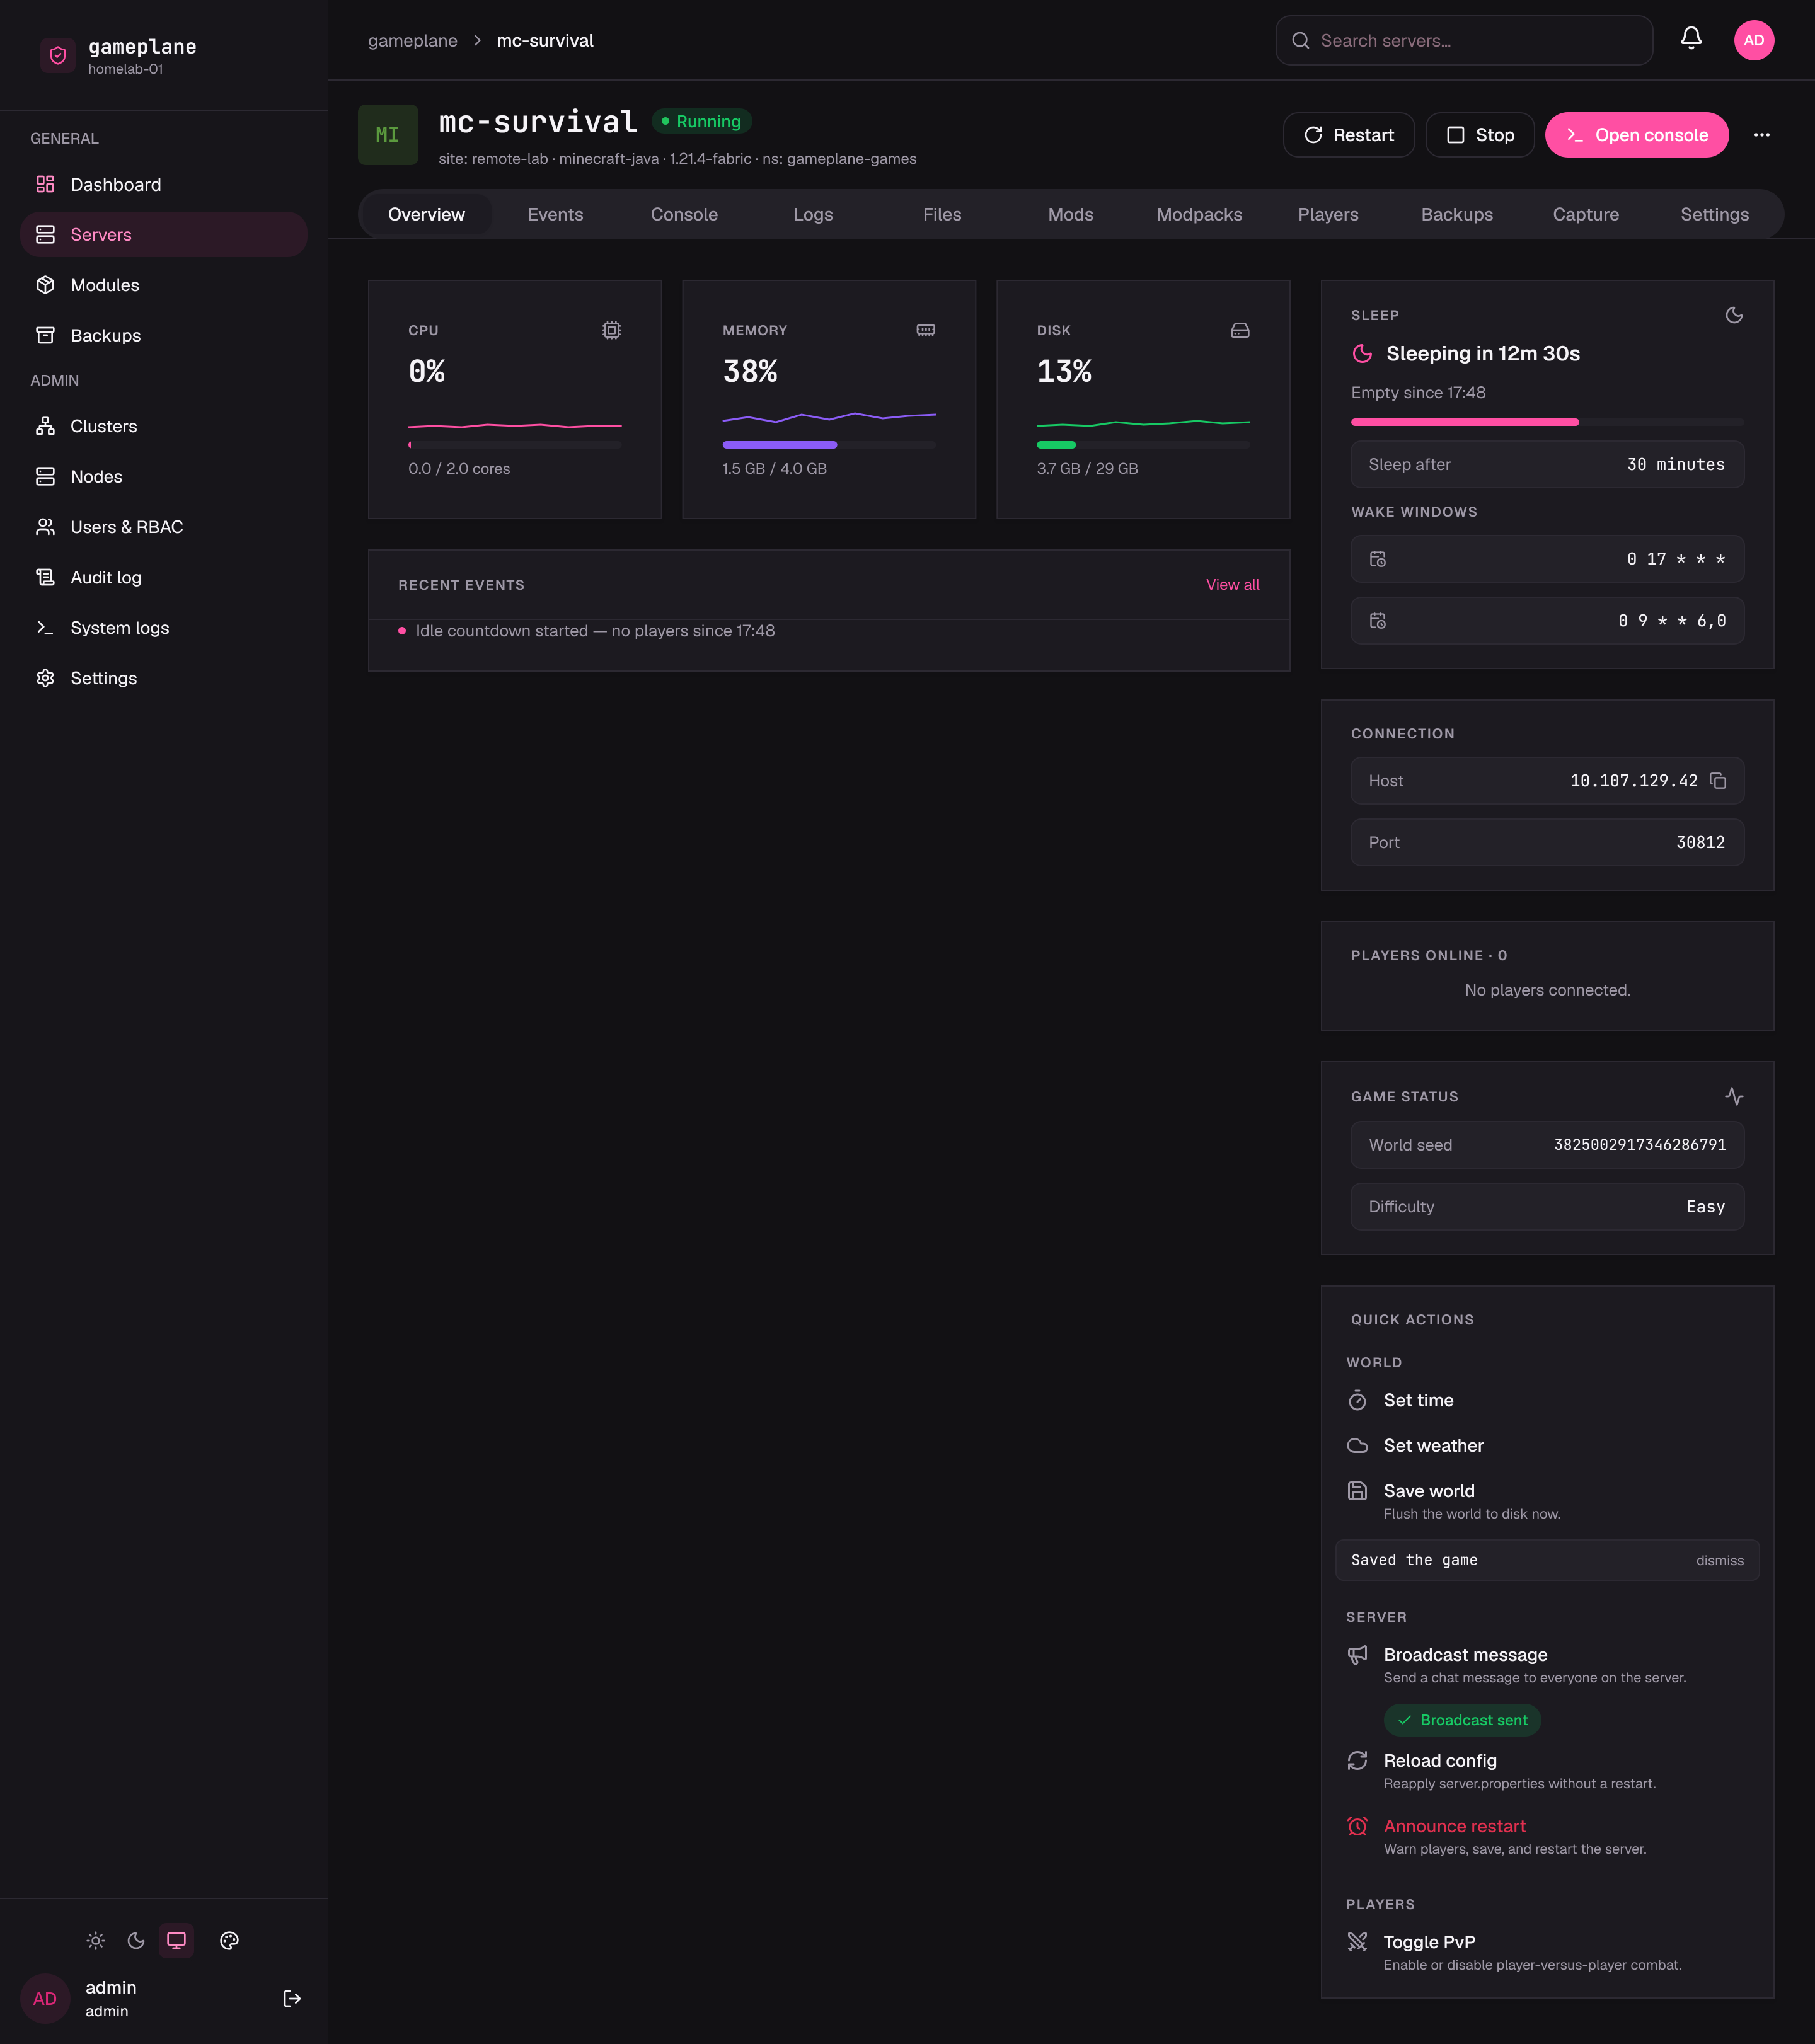 gameplane
homelab-01
GENERAL
Dashboard
Servers
Modules
Backups
ADMIN
Clusters
Nodes
Users & RBAC
Audit log
System logs
Settings
AD
admin
admin
gameplane
mc-survival
Search servers...
AD
MI
mc-survival
Running
site: remote-lab · minecraft-java · 1.21.4-fabric · ns: gameplane-games
Restart
Stop
Open console
Overview
Events
Console
Logs
Files
Mods
Modpacks
Players
Backups
Capture
Settings
CPU
0%
0.0 / 2.0 cores
MEMORY
38%
1.5 GB / 4.0 GB
DISK
13%
3.7 GB / 29 GB
RECENT EVENTS
View all
Idle countdown started — no players since 17:48
SLEEP
Sleeping in 12m 30s
Empty since 17:48
Sleep after
30 minutes
WAKE WINDOWS
0 17 * * *
0 9 * * 6,0
CONNECTION
Host
10.107.129.42
Port
30812
PLAYERS ONLINE · 0
No players connected.
GAME STATUS
World seed
3825002917346286791
Difficulty
Easy
QUICK ACTIONS
WORLD
Set time
Set weather
Save world
Flush the world to disk now.
Saved the game
dismiss
SERVER
Broadcast message
Send a chat message to everyone on the server.
Broadcast sent
Reload config
Reapply server.properties without a restart.
Announce restart
Warn players, save, and restart the server.
PLAYERS
Toggle PvP
Enable or disable player-versus-player combat.